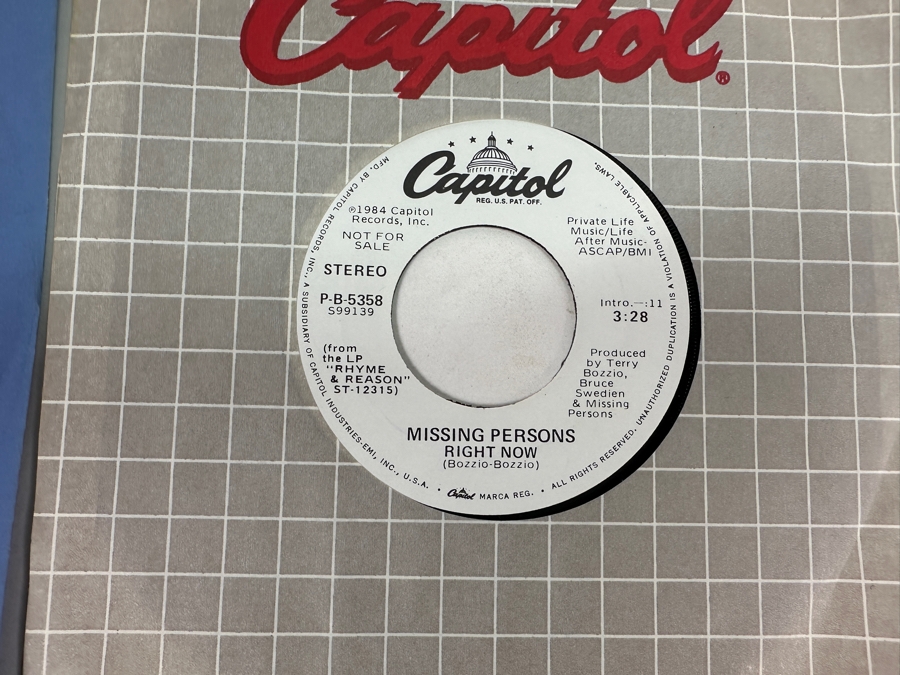 Capitol®
Capitol
REG. U.S. PAT. OFF.
℗1984 Capitol
Records, Inc.
NOT FOR
SALE
STEREO
P-B-5358
S99139
(from
the LP
"RHYME
& REASON"
ST-12315)
Private Life
Music/Life
After Music-
ASCAP/BMI
Intro.—:11
3:28
Produced
by Terry
Bozzio,
Bruce
Swedien
& Missing
Persons
MISSING PERSONS
RIGHT NOW
(Bozzio-Bozzio)
MFD. BY CAPITOL RECORDS, INC., A SUBSIDIARY OF CAPITOL INDUSTRIES-EMI, INC., U.S.A. • Capitol MARCA REG. • ALL RIGHTS RESERVED. UNAUTHORIZED DUPLICATION IS A VIOLATION OF APPLICABLE LAWS.